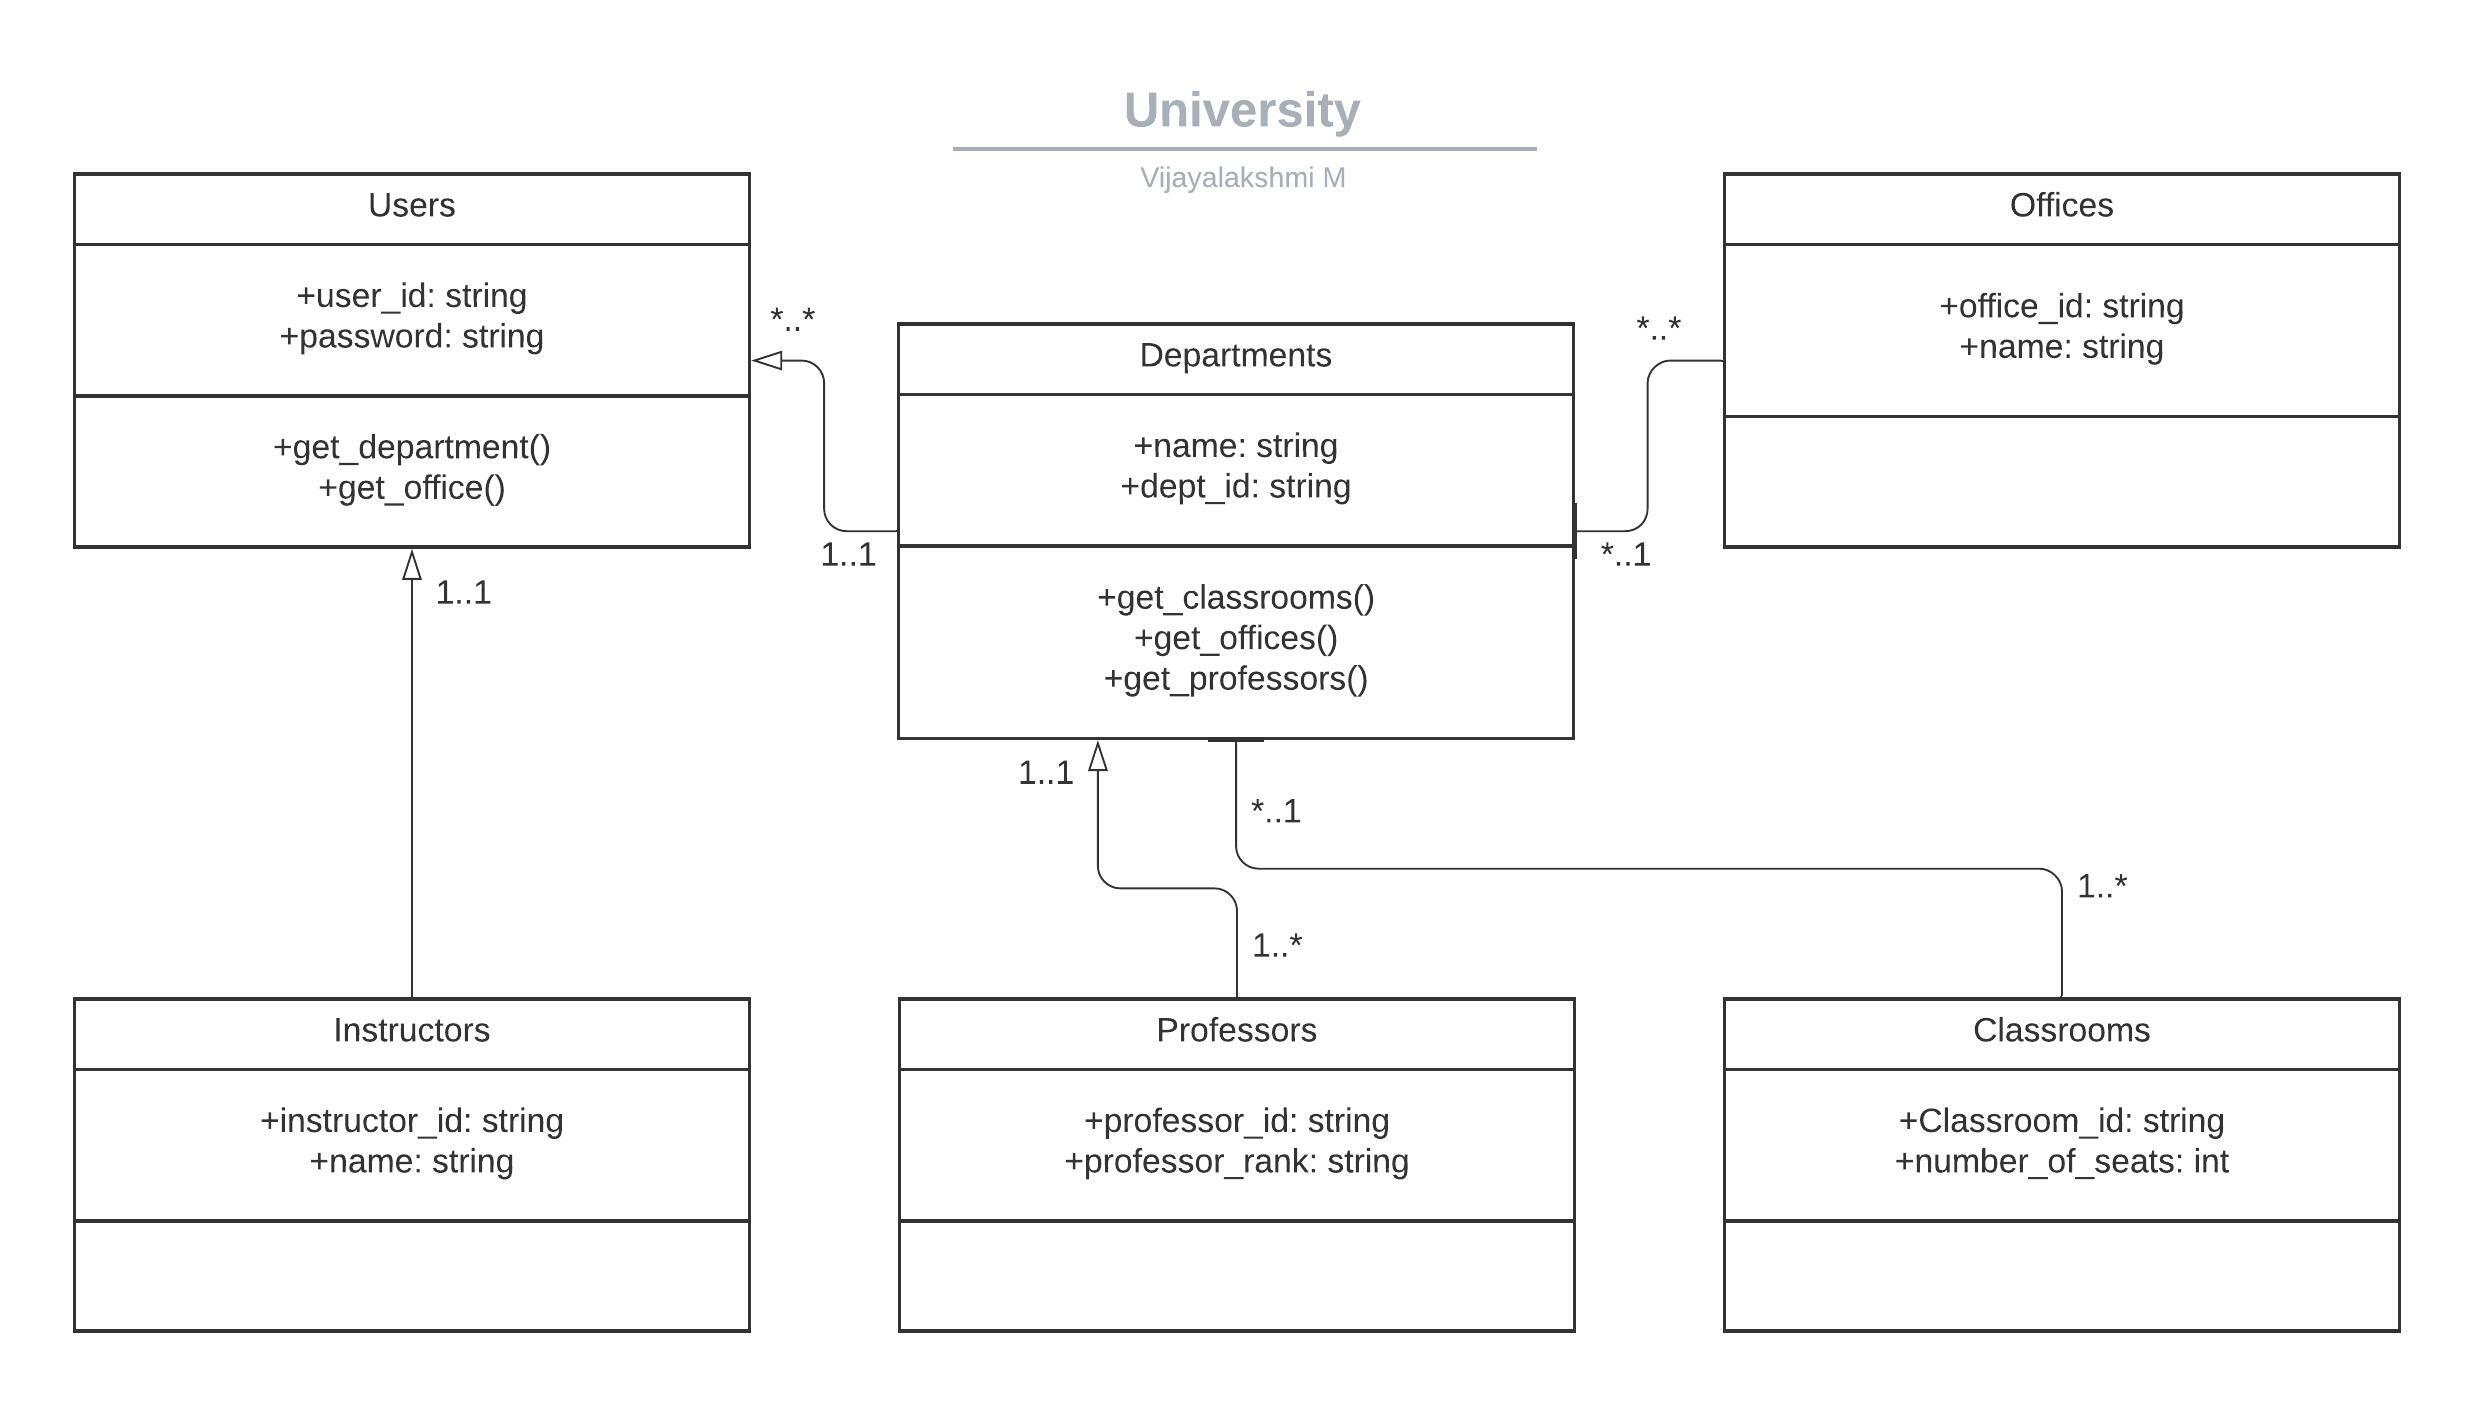 University
Vijayalakshmi M
Users
+user_id: string
+password: string
+get_department()
+get_office()
*..*
1..1
1..1
Departments
+name: string
+dept_id: string
+get_classrooms()
+get_offices()
+get_professors()
*..*
*..1
Offices
+office_id: string
+name: string
1..1
*..1
1..*
1..*
Instructors
+instructor_id: string
+name: string
Professors
+professor_id: string
+professor_rank: string
Classrooms
+Classroom_id: string
+number_of_seats: int